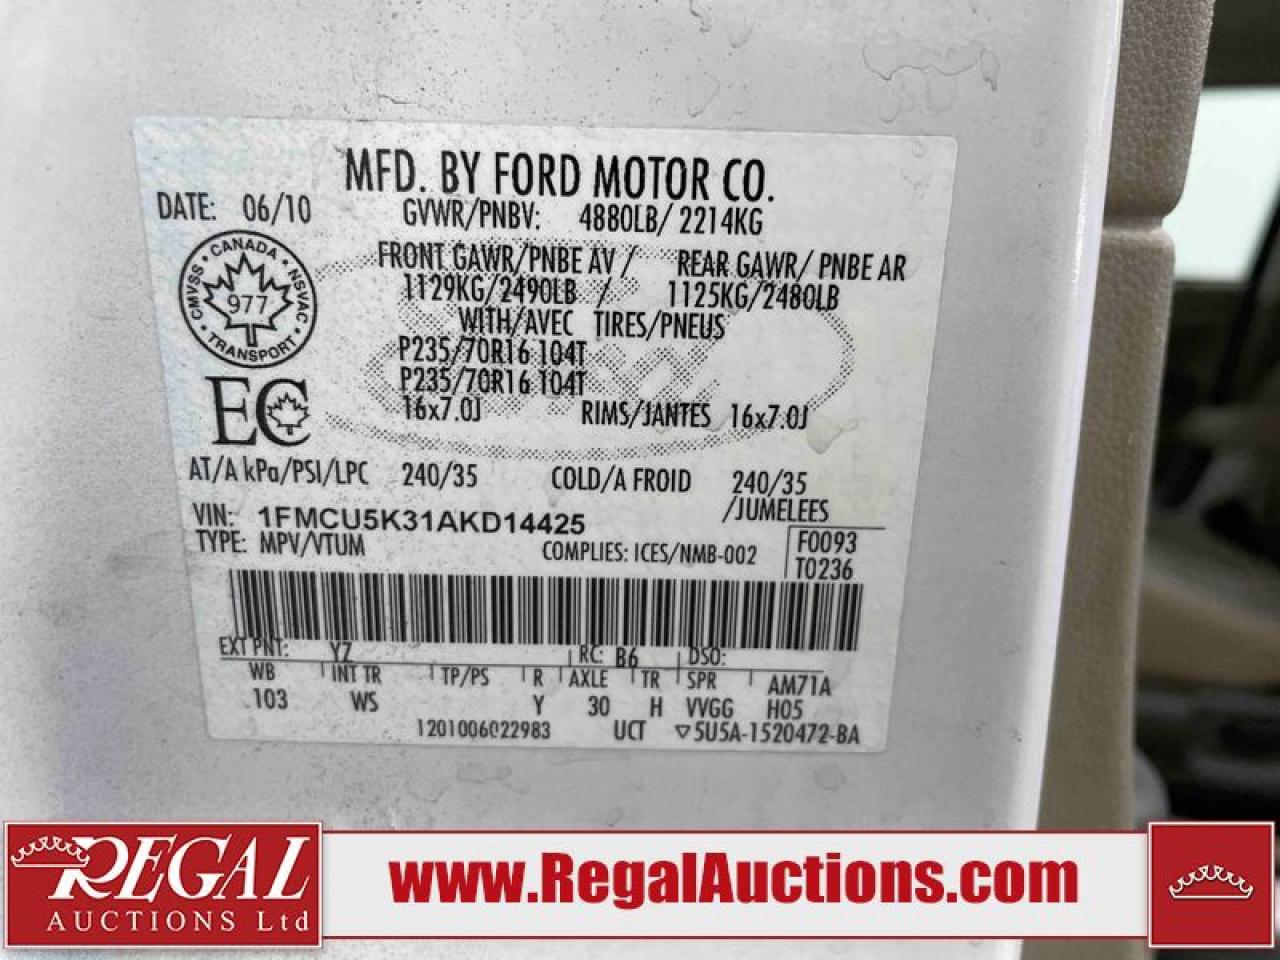 MFD. BY FORD MOTOR CO.
DATE: 06/10
GVWR/PNBV: 4880LB/ 2214KG
CANADA
CMVSS · NSVAC
977
TRANSPORT
FRONT GAWR/PNBE AV / REAR GAWR/ PNBE AR
1129KG/2490LB / 1125KG/2480LB
WITH/AVEC TIRES/PNEUS
P235/70R16 104T
P235/70R16 104T
16x7.0J RIMS/JANTES 16x7.0J
EC
AT/A kPa/PSI/LPC 240/35 COLD/A FROID 240/35
/JUMELEES
VIN: 1FMCU5K31AKD14425
TYPE: MPV/VTUM COMPLIES: ICES/NMB-002
F0093
T0236
EXT PNT: YZ RC: B6 DSO:
WB INT TR TP/PS R AXLE TR SPR AM71A
103 WS Y 30 H VVGG H05
1201006022983 UCT ▽5U5A-1520472-BA
REGAL
AUCTIONS Ltd
www.RegalAuctions.com